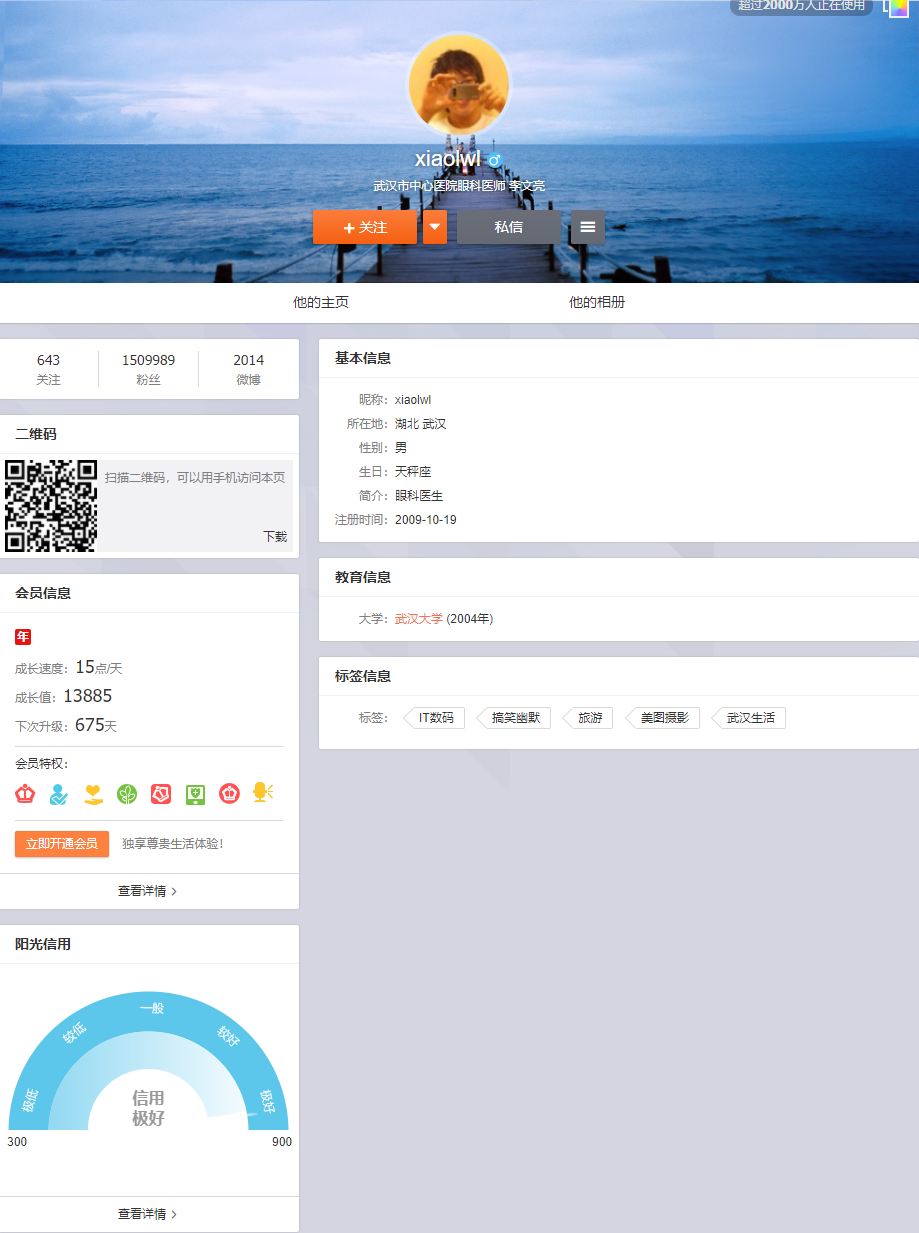 超过2000万人正在使用
xiaolwl
武汉市中心医院眼科医师 李文亮
+关注
私信
他的主页
他的相册
643
1509989
2014
关注
粉丝
微博
二维码
扫描二维码，可以用手机访问本页
下载
会员信息
年
成长速度：15点/天
成长值：13885
下次升级：675天
会员特权：
立即开通会员
独享尊贵生活体验！
查看详情 >
阳光信用
极低
较低
一般
较好
极好
信用
极好
300
900
查看详情 >
基本信息
昵称：xiaolwl
所在地：湖北 武汉
性别：男
生日：天秤座
简介：眼科医生
注册时间：2009-10-19
教育信息
大学：武汉大学 (2004年)
标签信息
标签： IT数码 搞笑幽默 旅游 美图摄影 武汉生活